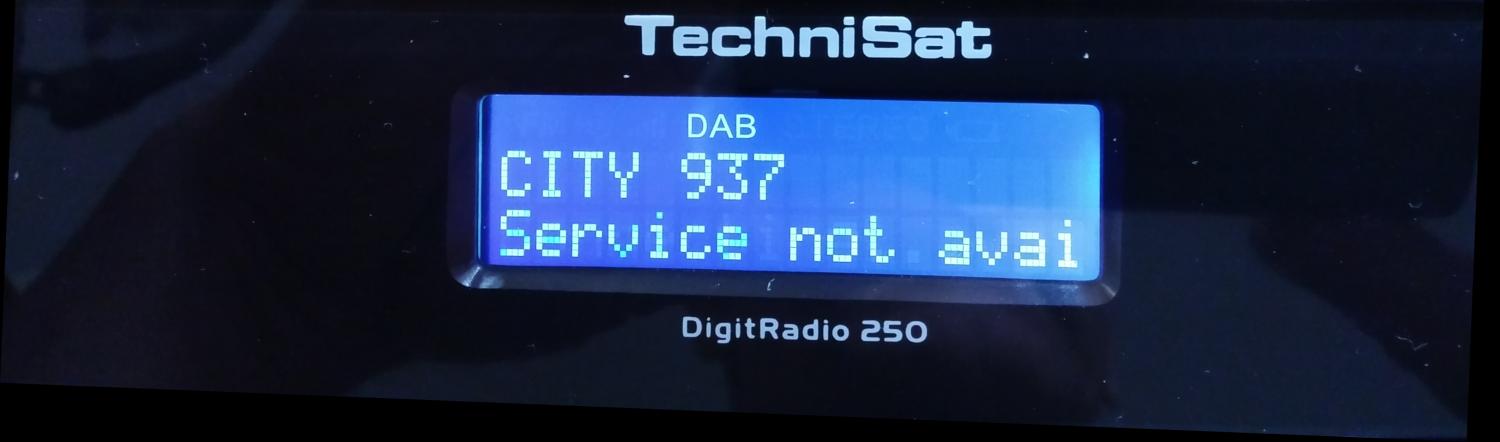 TechniSat
DAB
CITY 937
Service not avai
DigitRadio 250